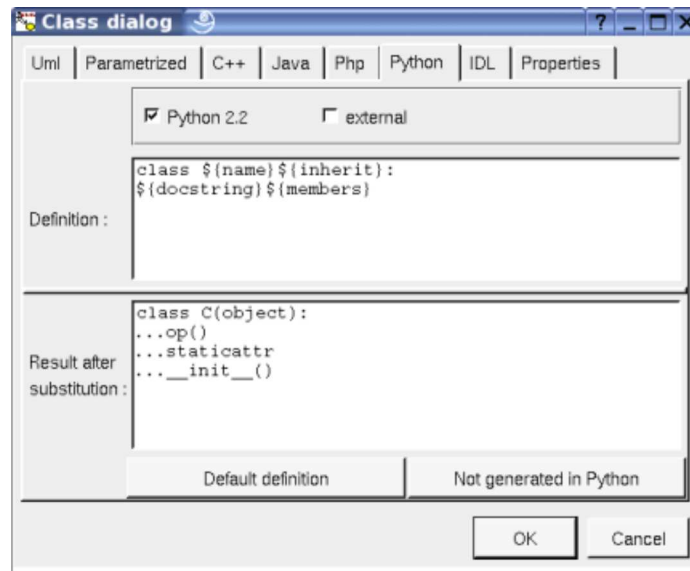 Class dialog
? _ □ X
Uml Parametrized C++ Java Php Python IDL Properties
Python 2.2 external
Definition :
class ${name}${inherit}:
${docstring}${members}
Result after
substitution :
class C(object):
...op()
...staticattr
...__init__()
Default definition Not generated in Python
OK Cancel